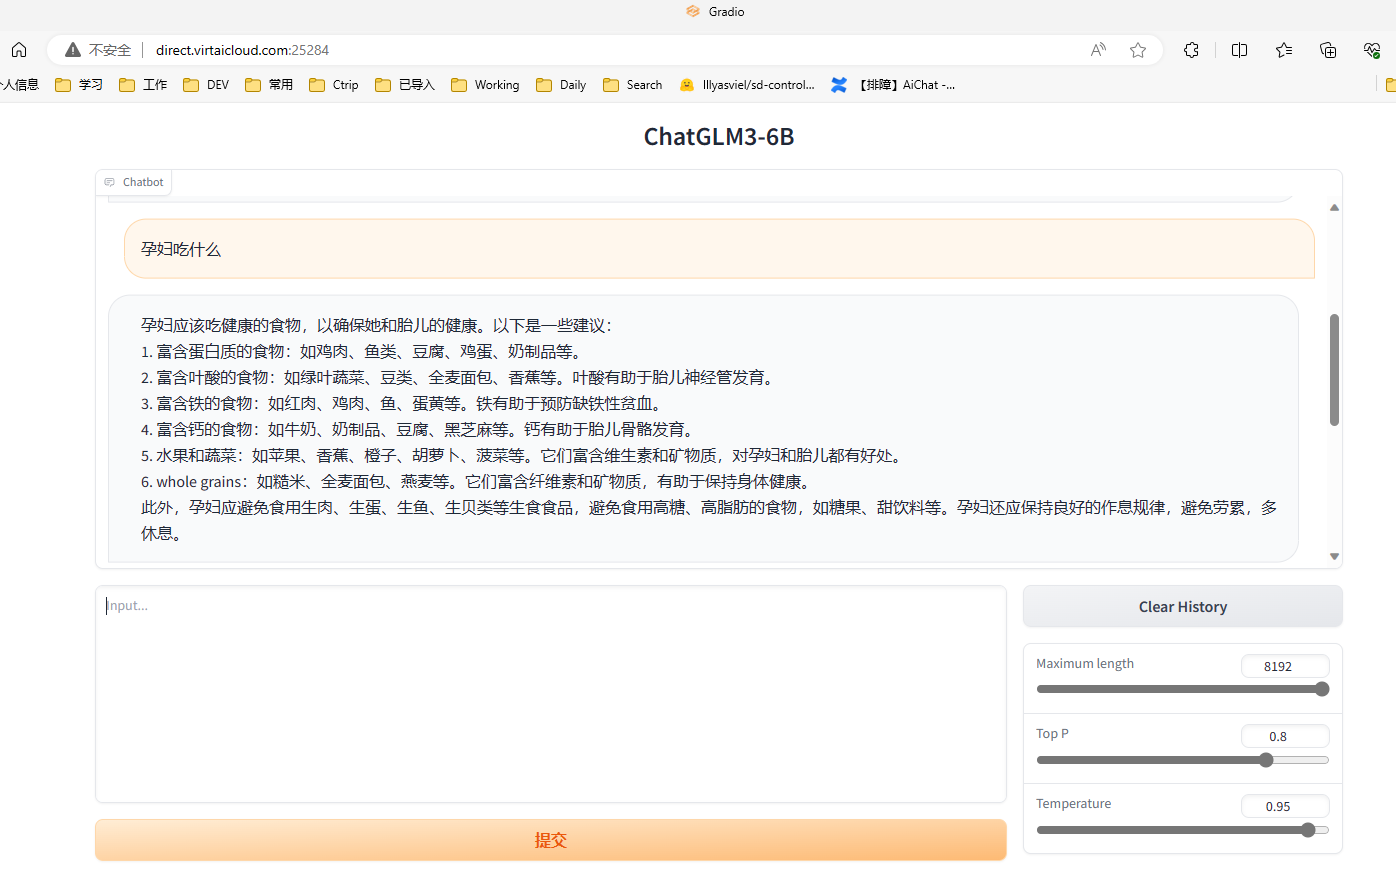 Gradio
不安全
direct.virtaicloud.com:25284
人信息
学习
工作
DEV
常用
Ctrip
已导入
Working
Daily
Search
lllyasviel/sd-control...
【排障】AiChat -...
ChatGLM3-6B
Chatbot
孕妇吃什么
孕妇应该吃健康的食物，以确保她和胎儿的健康。以下是一些建议：
1. 富含蛋白质的食物：如鸡肉、鱼类、豆腐、鸡蛋、奶制品等。
2. 富含叶酸的食物：如绿叶蔬菜、豆类、全麦面包、香蕉等。叶酸有助于胎儿神经管发育。
3. 富含铁的食物：如红肉、鸡肉、鱼、蛋黄等。铁有助于预防缺铁性贫血。
4. 富含钙的食物：如牛奶、奶制品、豆腐、黑芝麻等。钙有助于胎儿骨骼发育。
5. 水果和蔬菜：如苹果、香蕉、橙子、胡萝卜、菠菜等。它们富含维生素和矿物质，对孕妇和胎儿都有好处。
6. whole grains：如糙米、全麦面包、燕麦等。它们富含纤维素和矿物质，有助于保持身体健康。
此外，孕妇应避免食用生肉、生蛋、生鱼、生贝类等生食食品，避免食用高糖、高脂肪的食物，如糖果、甜饮料等。孕妇还应保持良好的作息规律，避免劳累，多
休息。
Input...
Clear History
Maximum length
8192
Top P
0.8
Temperature
0.95
提交